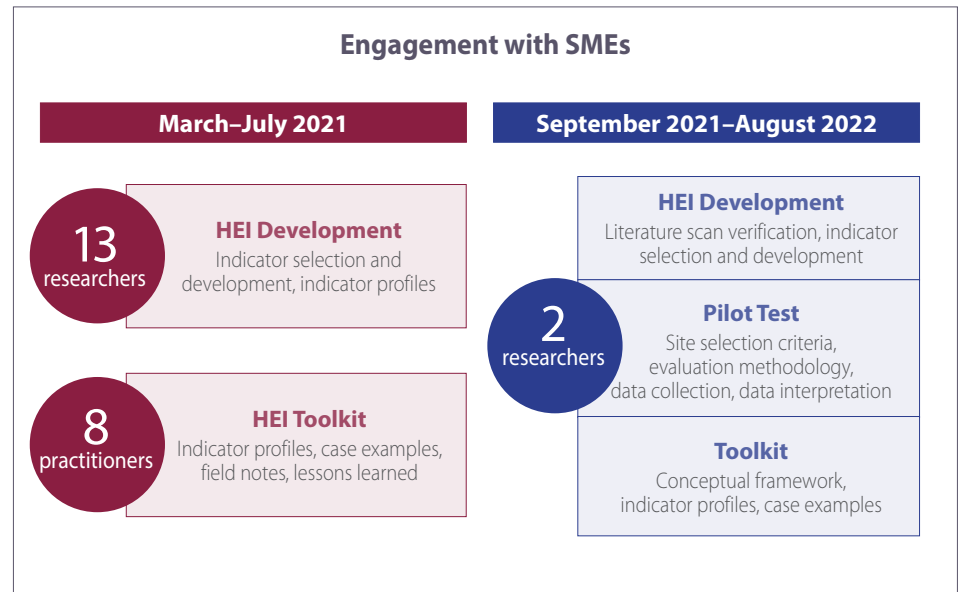 Engagement with SMEs
March–July 2021
13
researchers
HEI Development
Indicator selection and
development, indicator profiles
8
practitioners
HEI Toolkit
Indicator profiles, case examples,
field notes, lessons learned
September 2021–August 2022
2
researchers
HEI Development
Literature scan verification, indicator
selection and development
Pilot Test
Site selection criteria,
evaluation methodology,
data collection, data interpretation
Toolkit
Conceptual framework,
indicator profiles, case examples